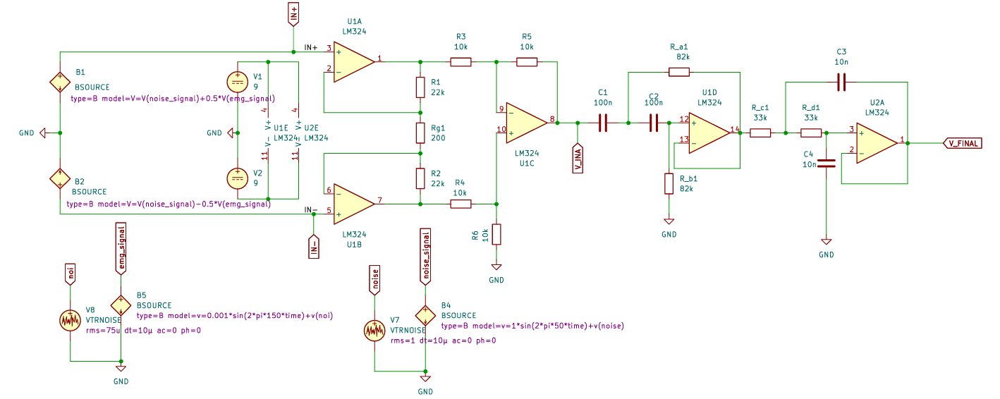 IN+
U1A
LM324
IN+
3
+
2
−
1
R3
10k
R5
10k
R_a1
82k
C3
10n
B1
BSOURCE
type=B model=V=V(noise_signal)+0.5*V(emg_signal)
V1
9
4
V+
U1E
LM324
V-
11
4
V+
U2E
LM324
V-
11
R1
22k
Rg1
200
R2
22k
GND
GND
9
−
10
+
8
LM324
U1C
C1
100n
C2
100n
U1D
LM324
12
+
13
−
14
R_c1
33k
R_d1
33k
U2A
LM324
3
+
2
−
1
V_FINAL
C4
10n
V_INA
R_b1
82k
GND
GND
B2
BSOURCE
type=B model=V=V(noise_signal)−0.5*V(emg_signal)
V2
9
IN-
6
−
5
+
7
LM324
U1B
IN-
R4
10k
R6
10k
GND
noi
emg_signal
V8
VTRNOISE
rms=75u dt=10µ ac=0 ph=0
B5
BSOURCE
type=B model=v=0.001*sin(2*pi*150*time)+v(noi)
GND
noise
noise_signal
V7
VTRNOISE
rms=1 dt=10µ ac=0 ph=0
B4
BSOURCE
type=B model=v=1*sin(2*pi*50*time)+v(noise)
GND